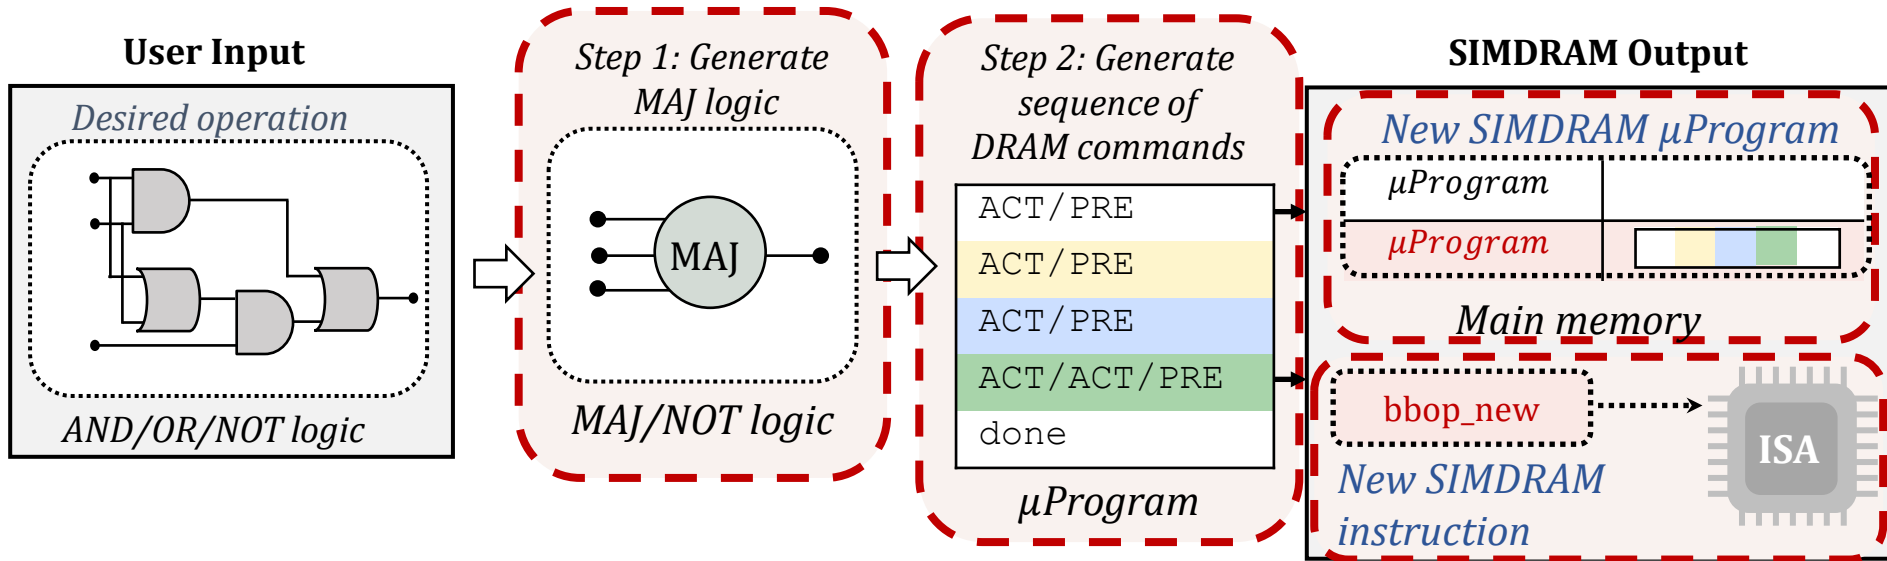 User Input
Desired operation
AND/OR/NOT logic
Step 1: Generate
MAJ logic
MAJ
MAJ/NOT logic
Step 2: Generate
sequence of
DRAM commands
ACT/PRE
ACT/PRE
ACT/PRE
ACT/ACT/PRE
done
μProgram
SIMDRAM Output
New SIMDRAM μProgram
μProgram
μProgram
Main memory
bbop_new
ISA
New SIMDRAM
instruction